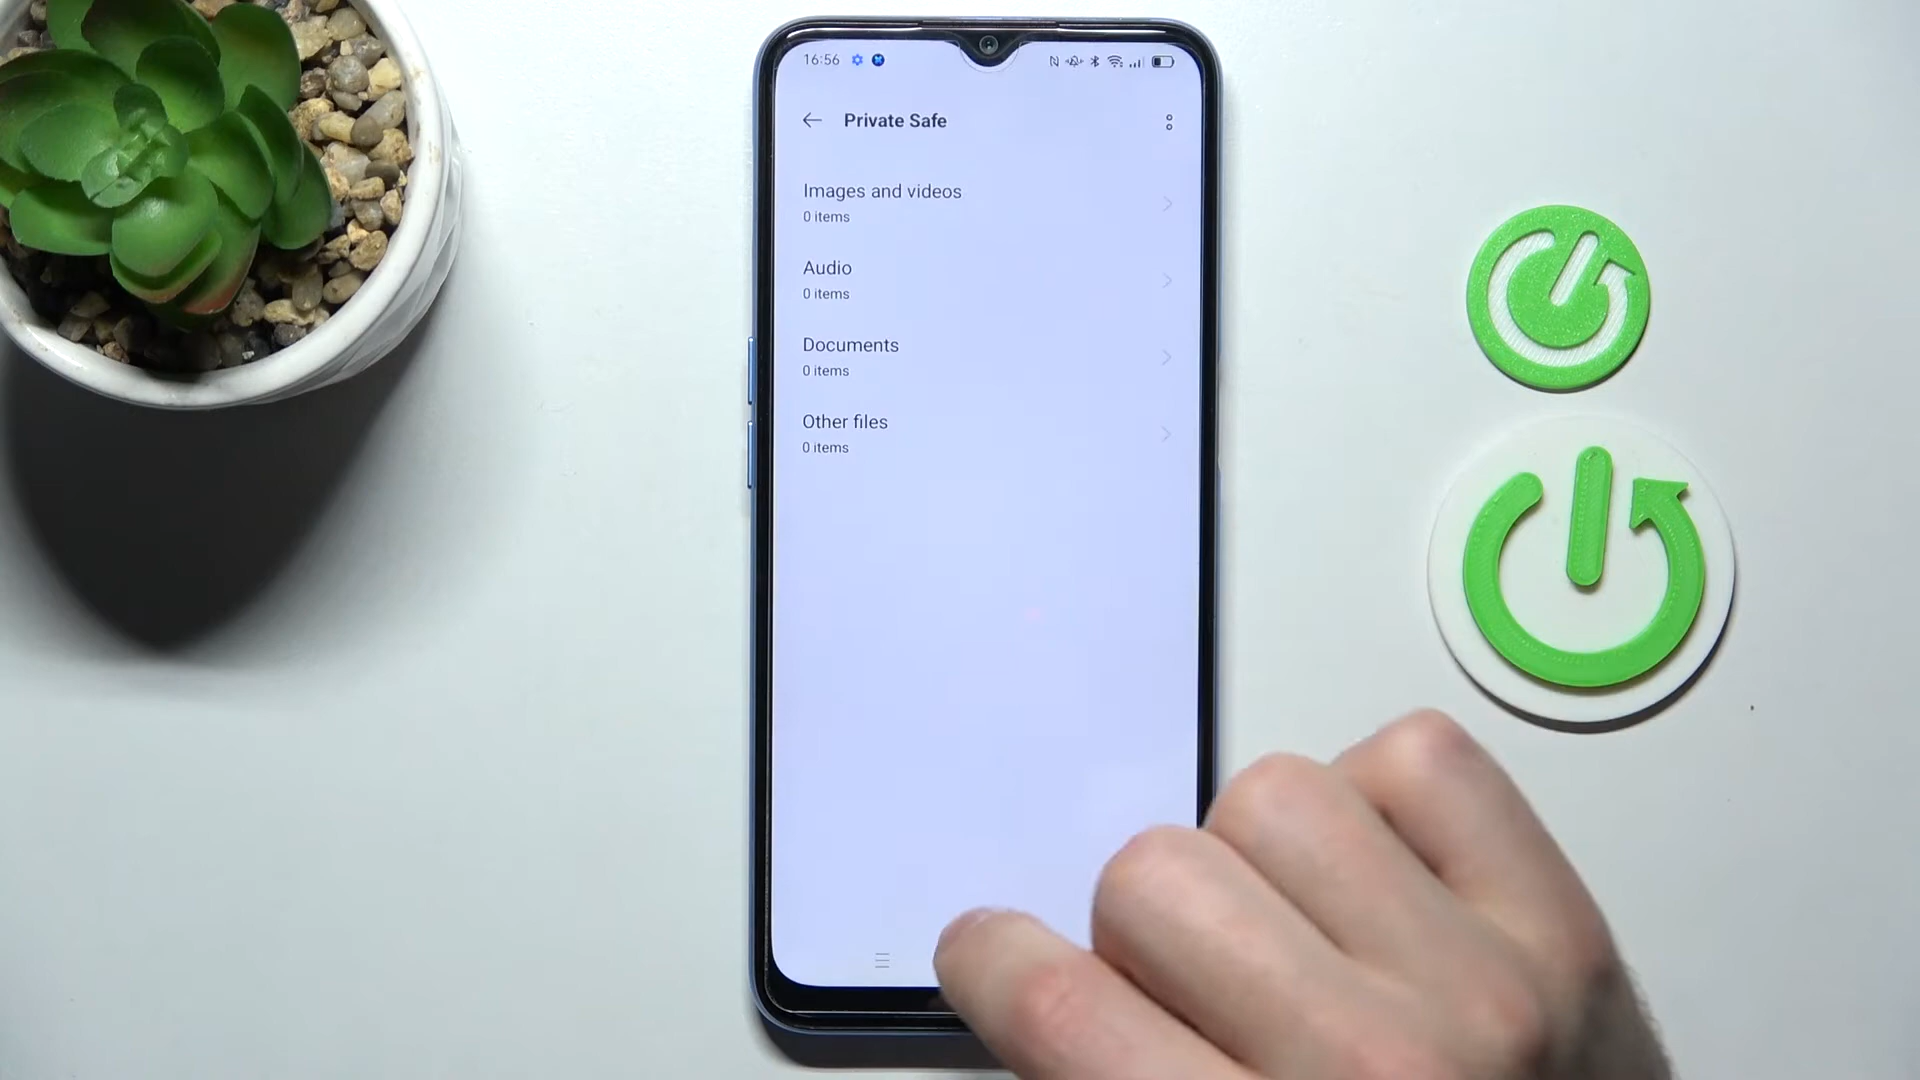 16:56
Private Safe
Images and videos
0 items
Audio
0 items
Documents
0 items
Other files
0 items